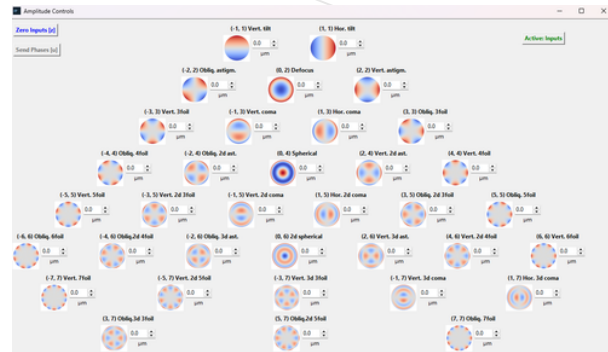 Amplitude Controls
Zero Inputs [z]
Send Phases [a]
Active: Inputs
(-1, 1) Vert. tilt (1, 1) Hor. tilt
0.0 0.0
μm μm
(-2, 2) Obliq. astigm. (0, 2) Defocus (2, 2) Vert. astigm.
0.0 0.0 0.0
μm μm μm
(-3, 3) Vert. 3foil (-1, 3) Vert. coma (1, 3) Hor. coma (3, 3) Obliq. 3foil
0.0 0.0 0.0 0.0
μm μm μm μm
(-4, 4) Obliq. 4foil (-2, 4) Obliq. 2d ast. (0, 4) Spherical (2, 4) Vert. 2d ast. (4, 4) Vert. 4foil
0.0 0.0 0.0 0.0 0.0
μm μm μm μm μm
(-5, 5) Vert. 5foil (-3, 5) Vert. 2d 3foil (-1, 5) Vert. 2d coma (1, 5) Hor. 2d coma (3, 5) Obliq. 2d 3foil (5, 5) Obliq. 5foil
0.0 0.0 0.0 0.0 0.0 0.0
μm μm μm μm μm μm
(-6, 6) Obliq. 6foil (-4, 6) Obliq.2d 4foil (-2, 6) Obliq. 3d ast. (0, 6) 2d spherical (2, 6) Vert. 3d ast. (4, 6) Vert. 2d 4foil (6, 6) Vert. 6foil
0.0 0.0 0.0 0.0 0.0 0.0 0.0
μm μm μm μm μm μm μm
(-7, 7) Vert. 7foil (-5, 7) Vert. 2d 5foil (-3, 7) Vert. 3d 3foil (-1, 7) Vert. 3d coma (1, 7) Hor. 3d coma
0.0 0.0 0.0 0.0 0.0
μm μm μm μm μm
(3, 7) Obliq.3d 3foil (5, 7) Obliq.2d 5foil (7, 7) Obliq. 7foil
0.0 0.0 0.0
μm μm μm